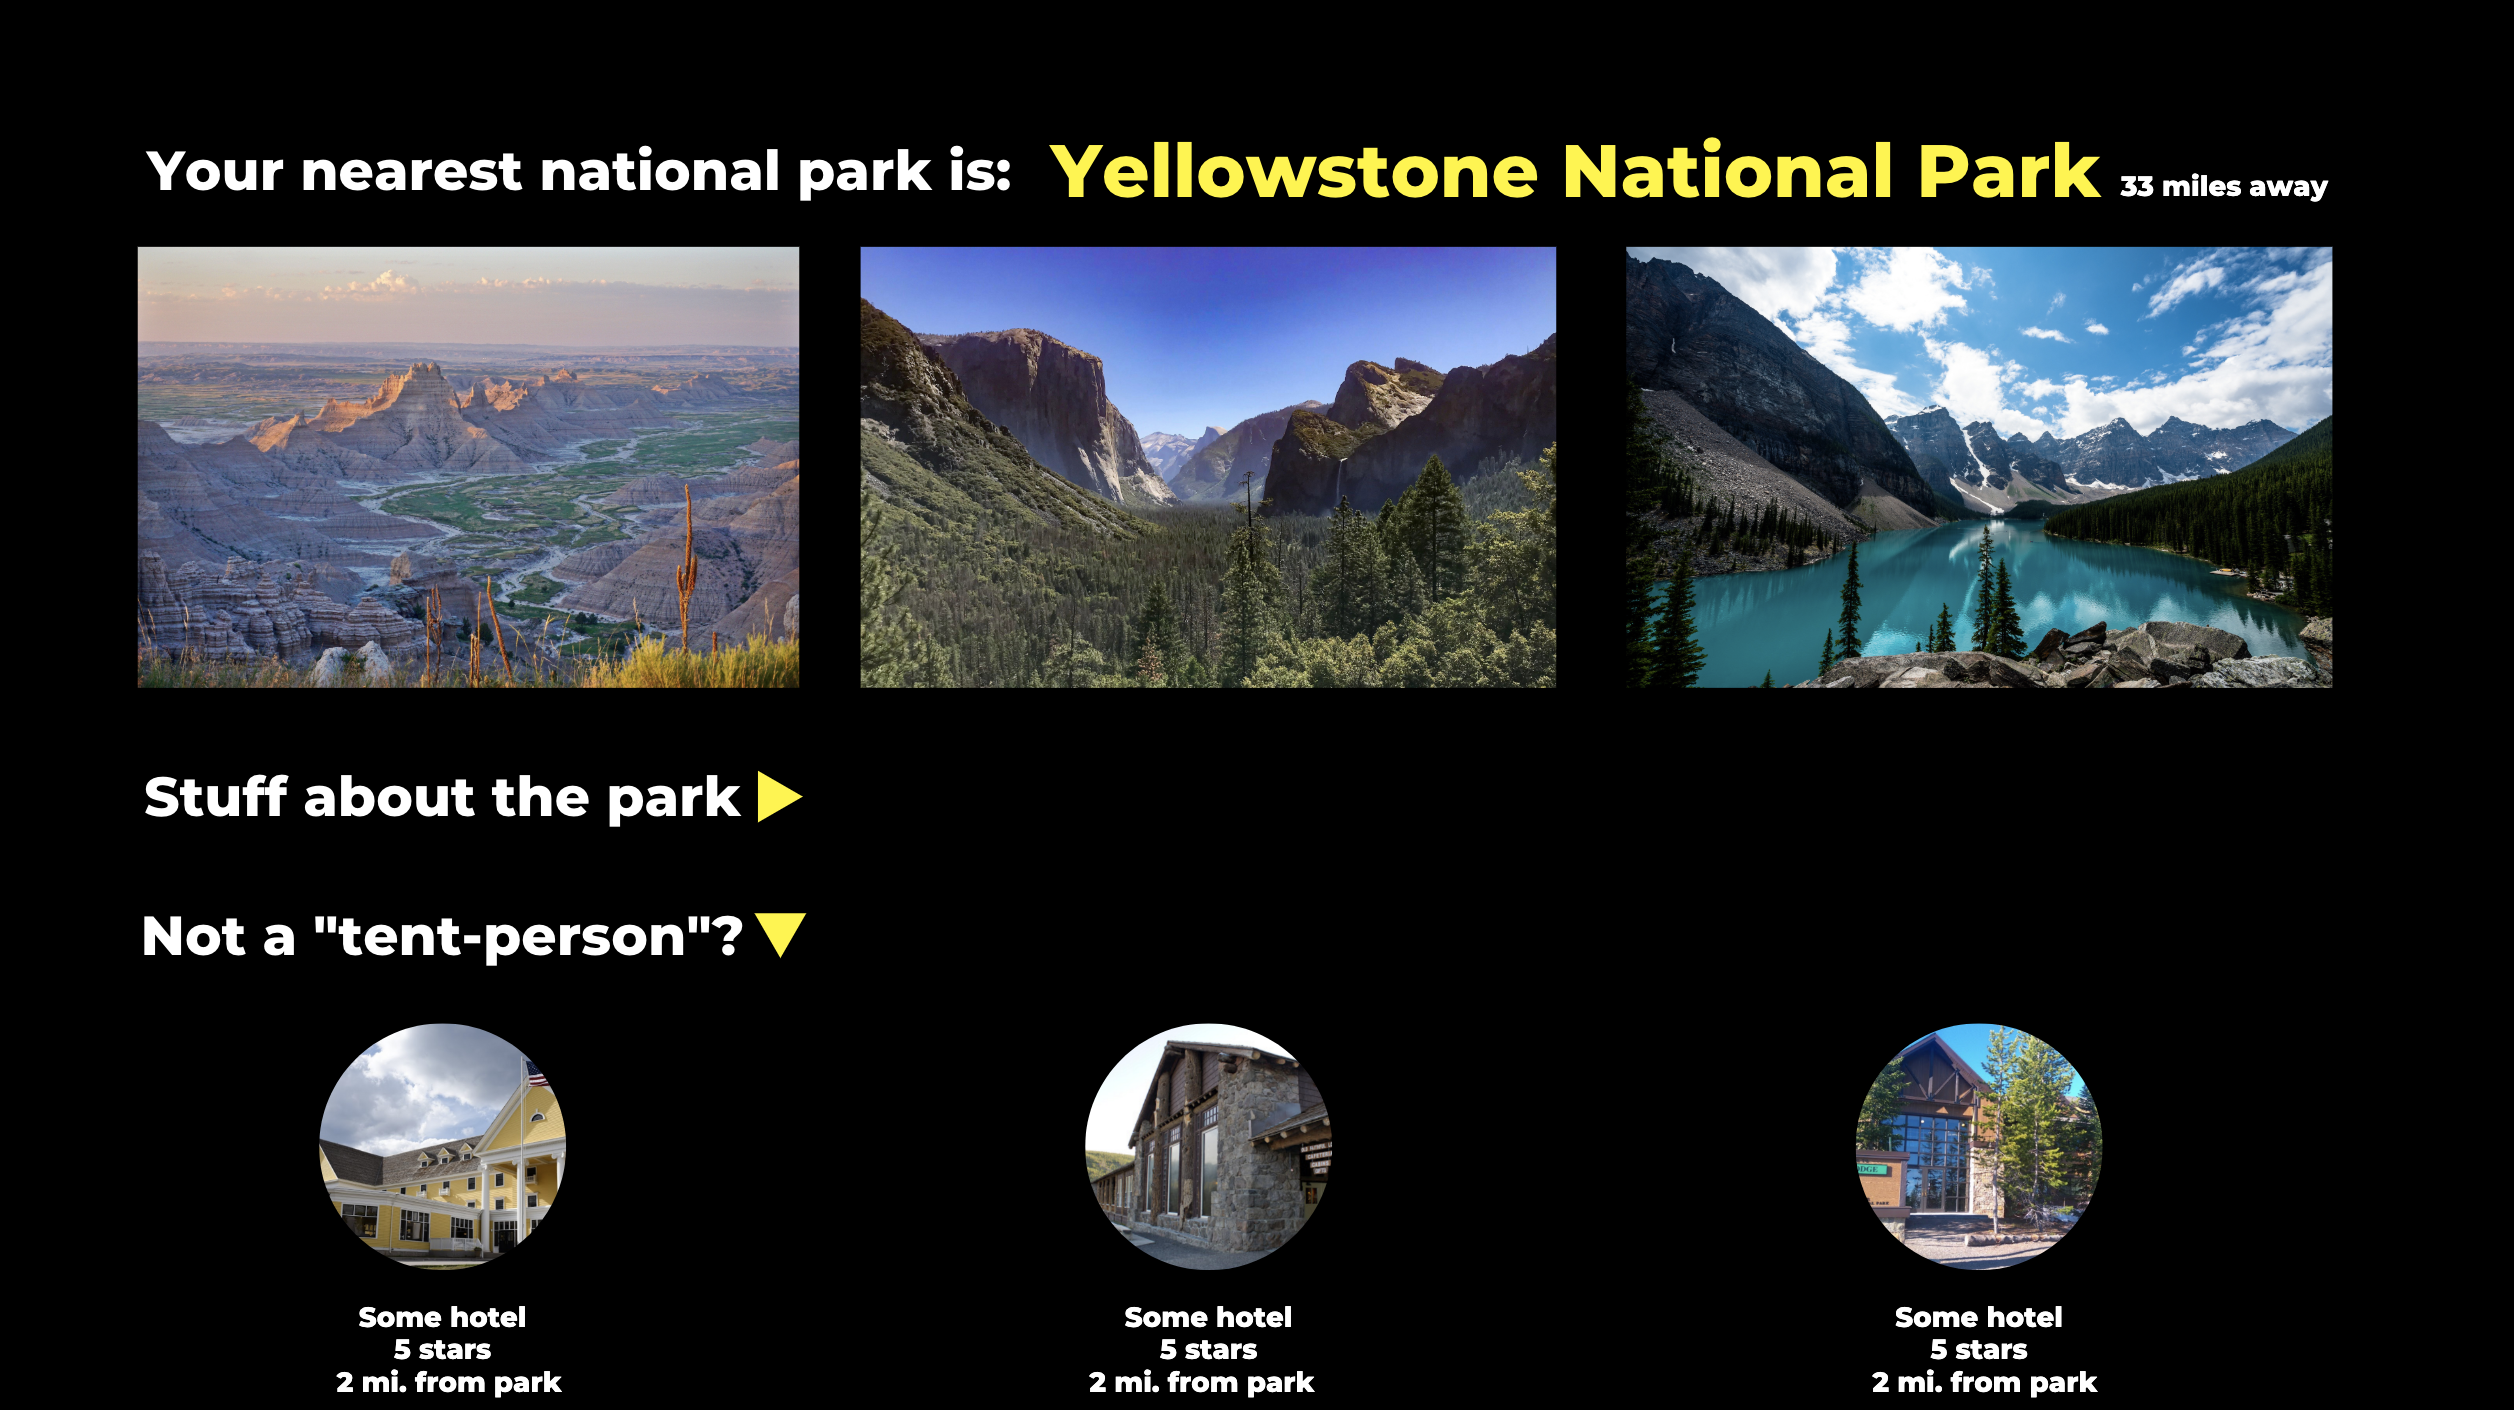 Your nearest national park is: Yellowstone National Park 33 miles away
Stuff about the park
Not a "tent-person"?
Some hotel
5 stars
2 mi. from park
Some hotel
5 stars
2 mi. from park
Some hotel
5 stars
2 mi. from park